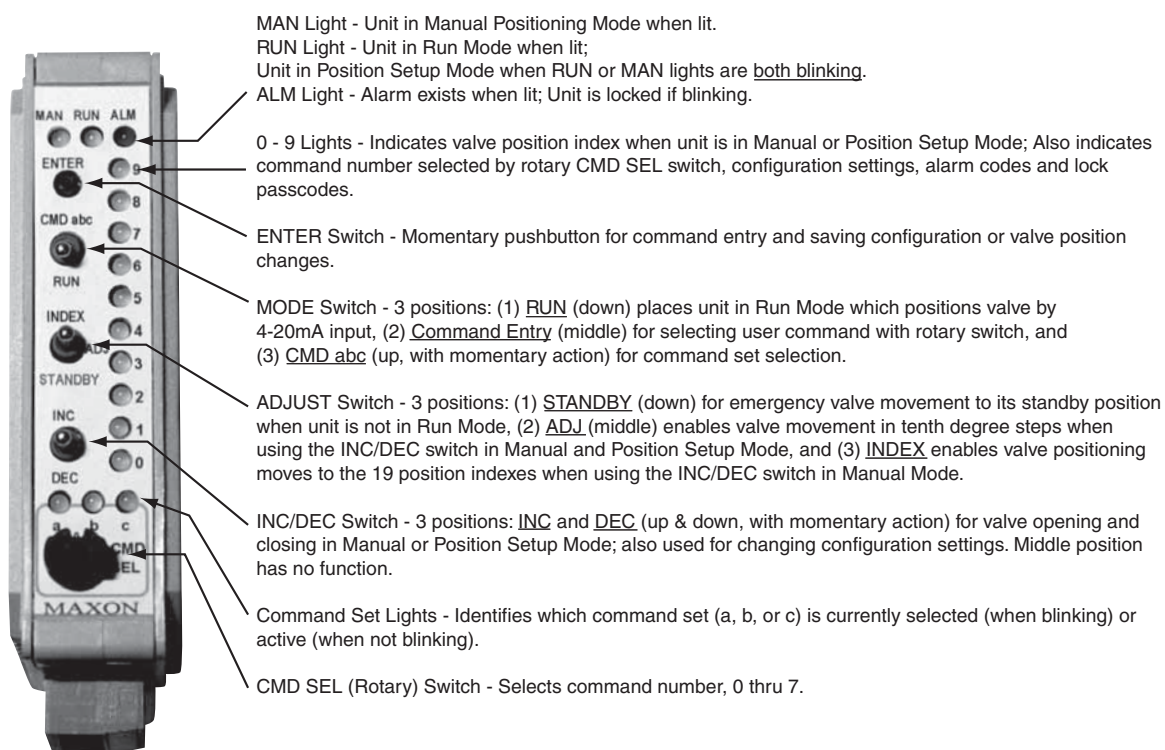 MAN Light - Unit in Manual Positioning Mode when lit.
RUN Light - Unit in Run Mode when lit;
Unit in Position Setup Mode when RUN or MAN lights are both blinking.
ALM Light - Alarm exists when lit; Unit is locked if blinking.
0 - 9 Lights - Indicates valve position index when unit is in Manual or Position Setup Mode; Also indicates
command number selected by rotary CMD SEL switch, configuration settings, alarm codes and lock
passcodes.
ENTER Switch - Momentary pushbutton for command entry and saving configuration or valve position
changes.
MODE Switch - 3 positions: (1) RUN (down) places unit in Run Mode which positions valve by
4-20mA input, (2) Command Entry (middle) for selecting user command with rotary switch, and
(3) CMD abc (up, with momentary action) for command set selection.
ADJUST Switch - 3 positions: (1) STANDBY (down) for emergency valve movement to its standby position
when unit is not in Run Mode, (2) ADJ (middle) enables valve movement in tenth degree steps when
using the INC/DEC switch in Manual and Position Setup Mode, and (3) INDEX enables valve positioning
moves to the 19 position indexes when using the INC/DEC switch in Manual Mode.
INC/DEC Switch - 3 positions: INC and DEC (up & down, with momentary action) for valve opening and
closing in Manual or Position Setup Mode; also used for changing configuration settings. Middle position
has no function.
Command Set Lights - Identifies which command set (a, b, or c) is currently selected (when blinking) or
active (when not blinking).
CMD SEL (Rotary) Switch - Selects command number, 0 thru 7.
MAN RUN ALM
ENTER
9
8
CMD abc
7
6
RUN
5
INDEX
4
ADJ
3
STANDBY
2
INC
1
0
DEC
a b c
CMD
SEL
MAXON